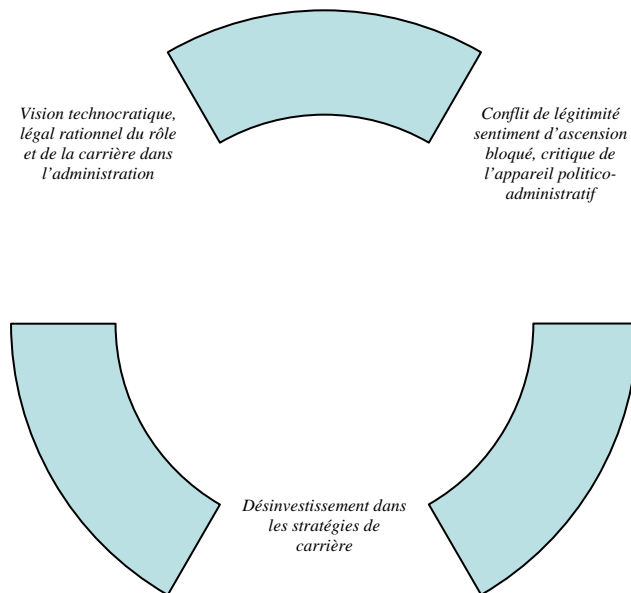 Vision technocratique,
légal rationnel du rôle
et de la carrière dans
l'administration
Conflit de légitimité
sentiment d'ascension
bloqué, critique de
l'appareil politico-
administratif
Désinvestissement dans
les stratégies de
carrière